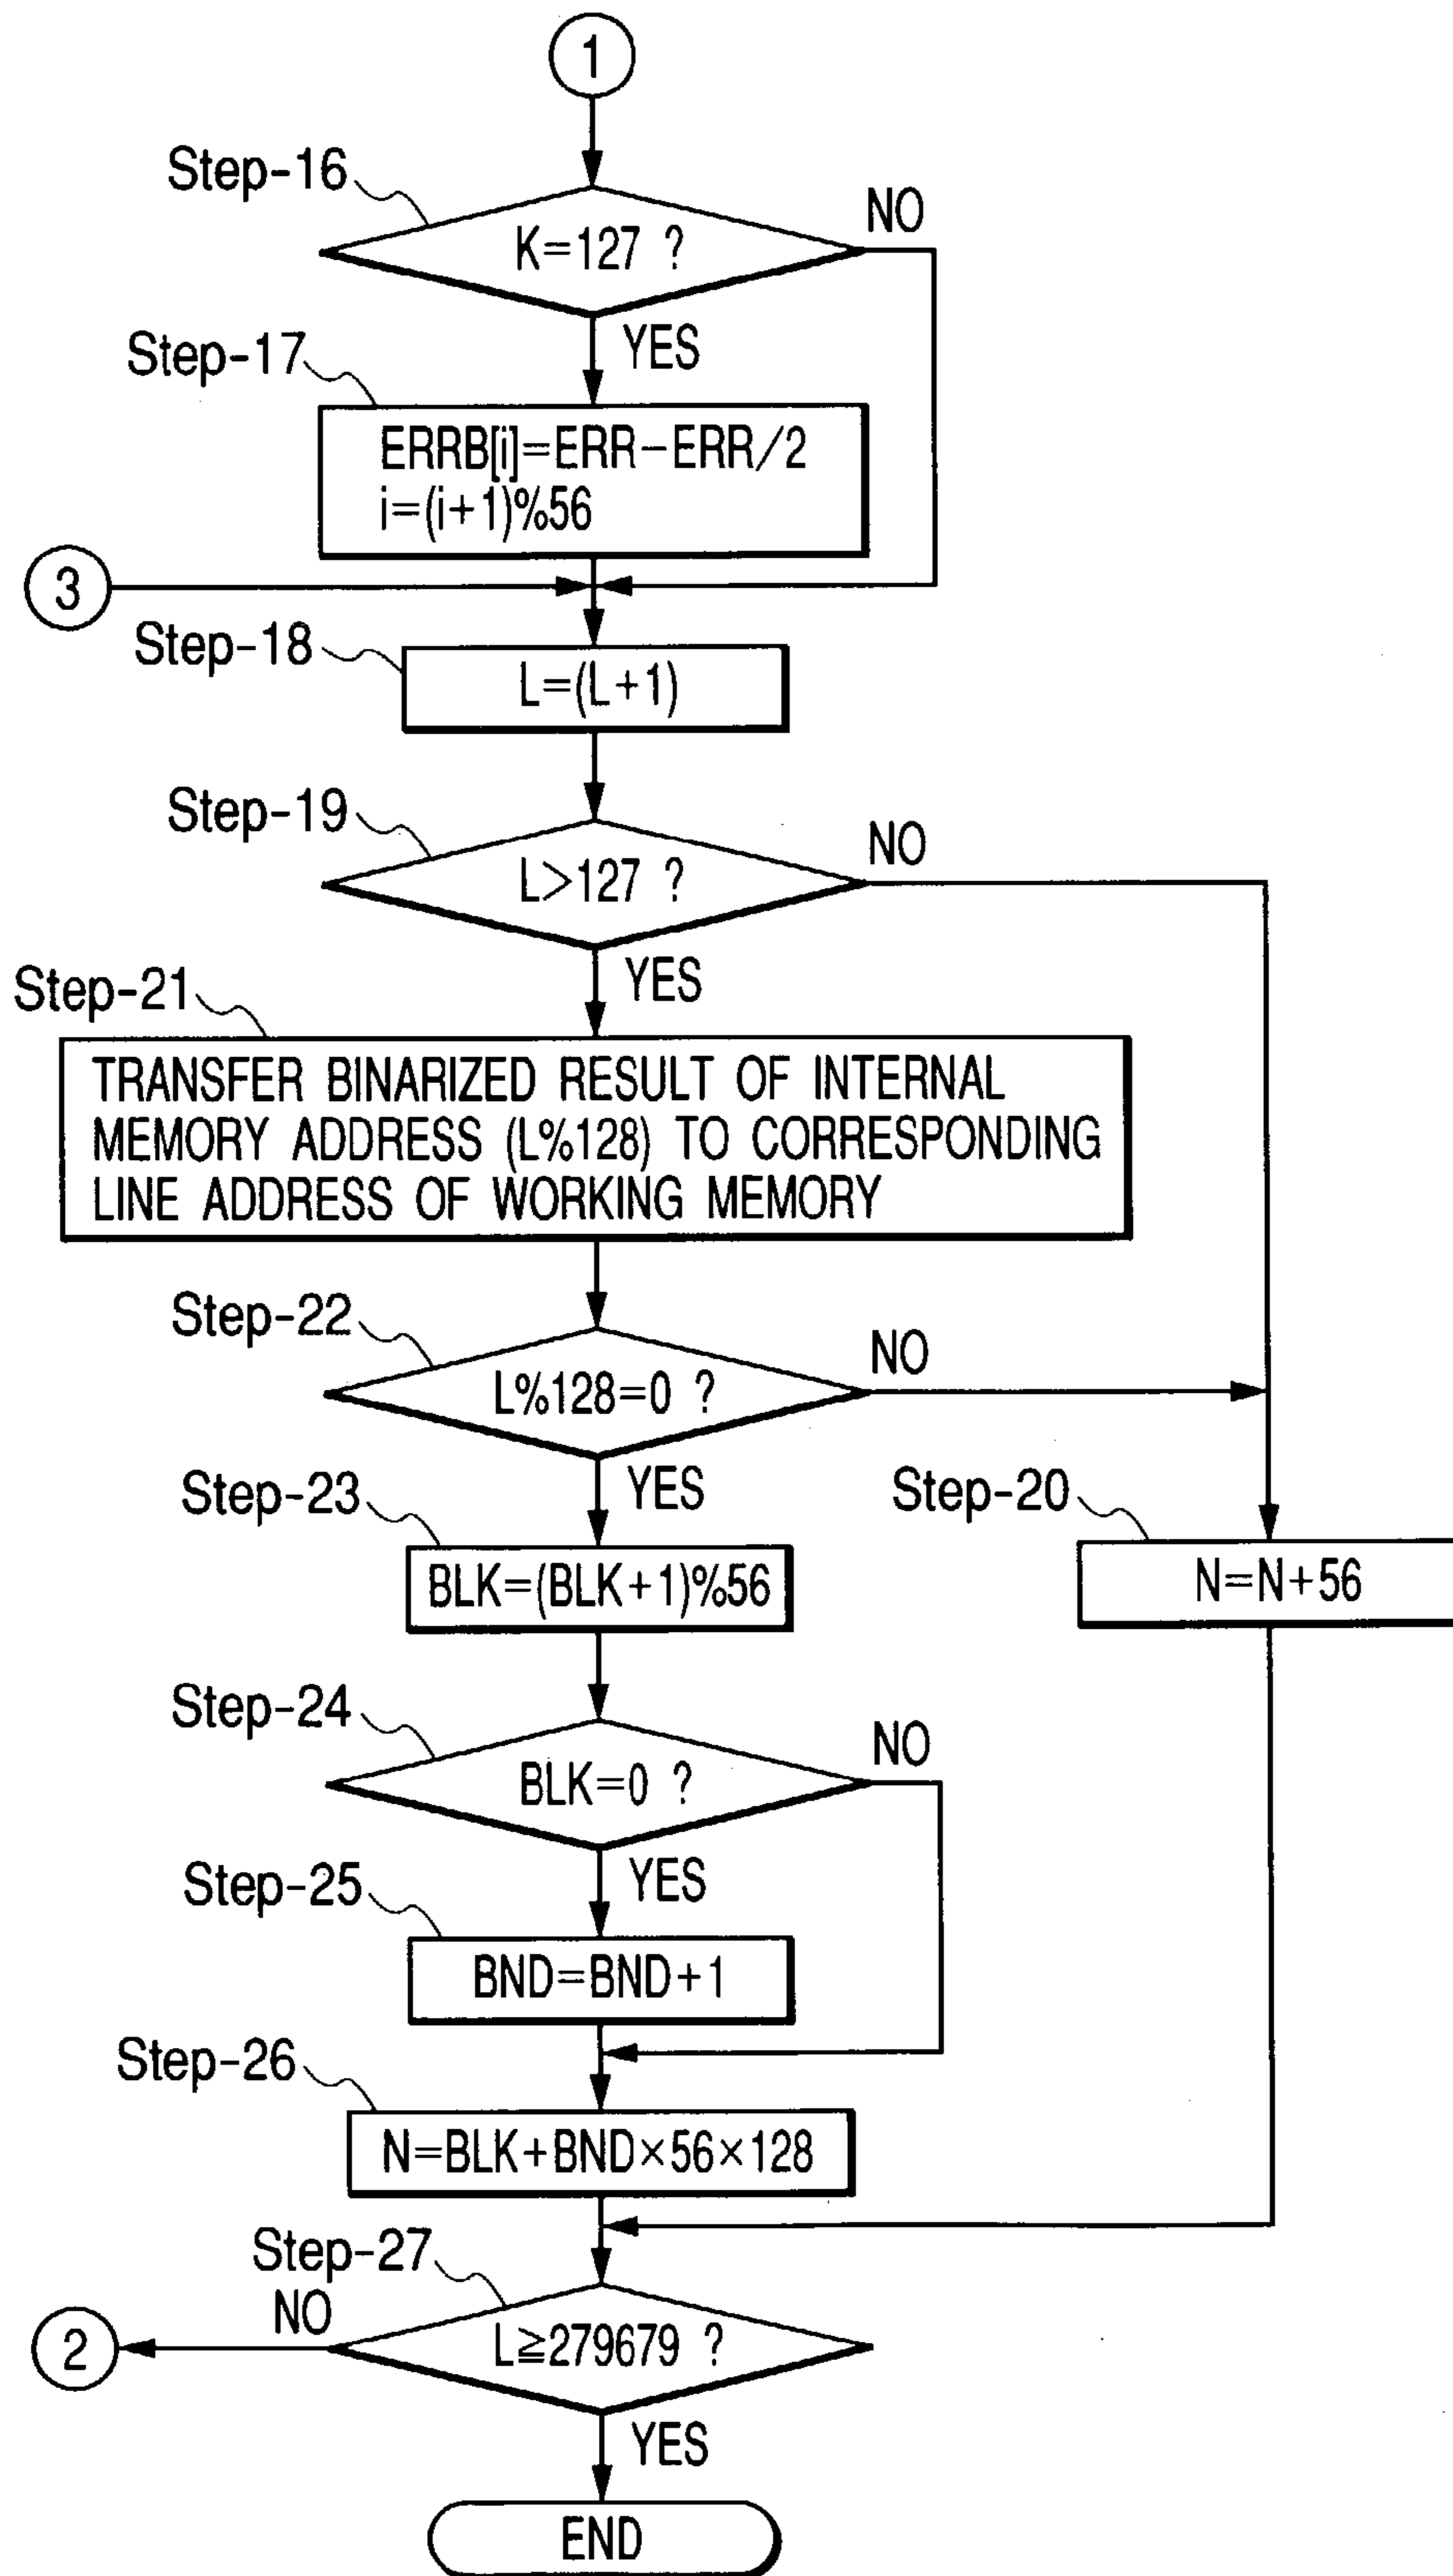 1
Step-16
K=127 ?
NO
YES
Step-17
ERRB[i]=ERR-ERR/2
i=(i+1)%56
3
Step-18
L=(L+1)
Step-19
L>127 ?
NO
YES
Step-21
TRANSFER BINARIZED RESULT OF INTERNAL
MEMORY ADDRESS (L%128) TO CORRESPONDING
LINE ADDRESS OF WORKING MEMORY
Step-22
L%128=0 ?
NO
YES
Step-23
BLK=(BLK+1)%56
Step-20
N=N+56
Step-24
BLK=0 ?
NO
YES
Step-25
BND=BND+1
Step-26
N=BLK+BND×56×128
Step-27
L≧279679 ?
NO
2
YES
END